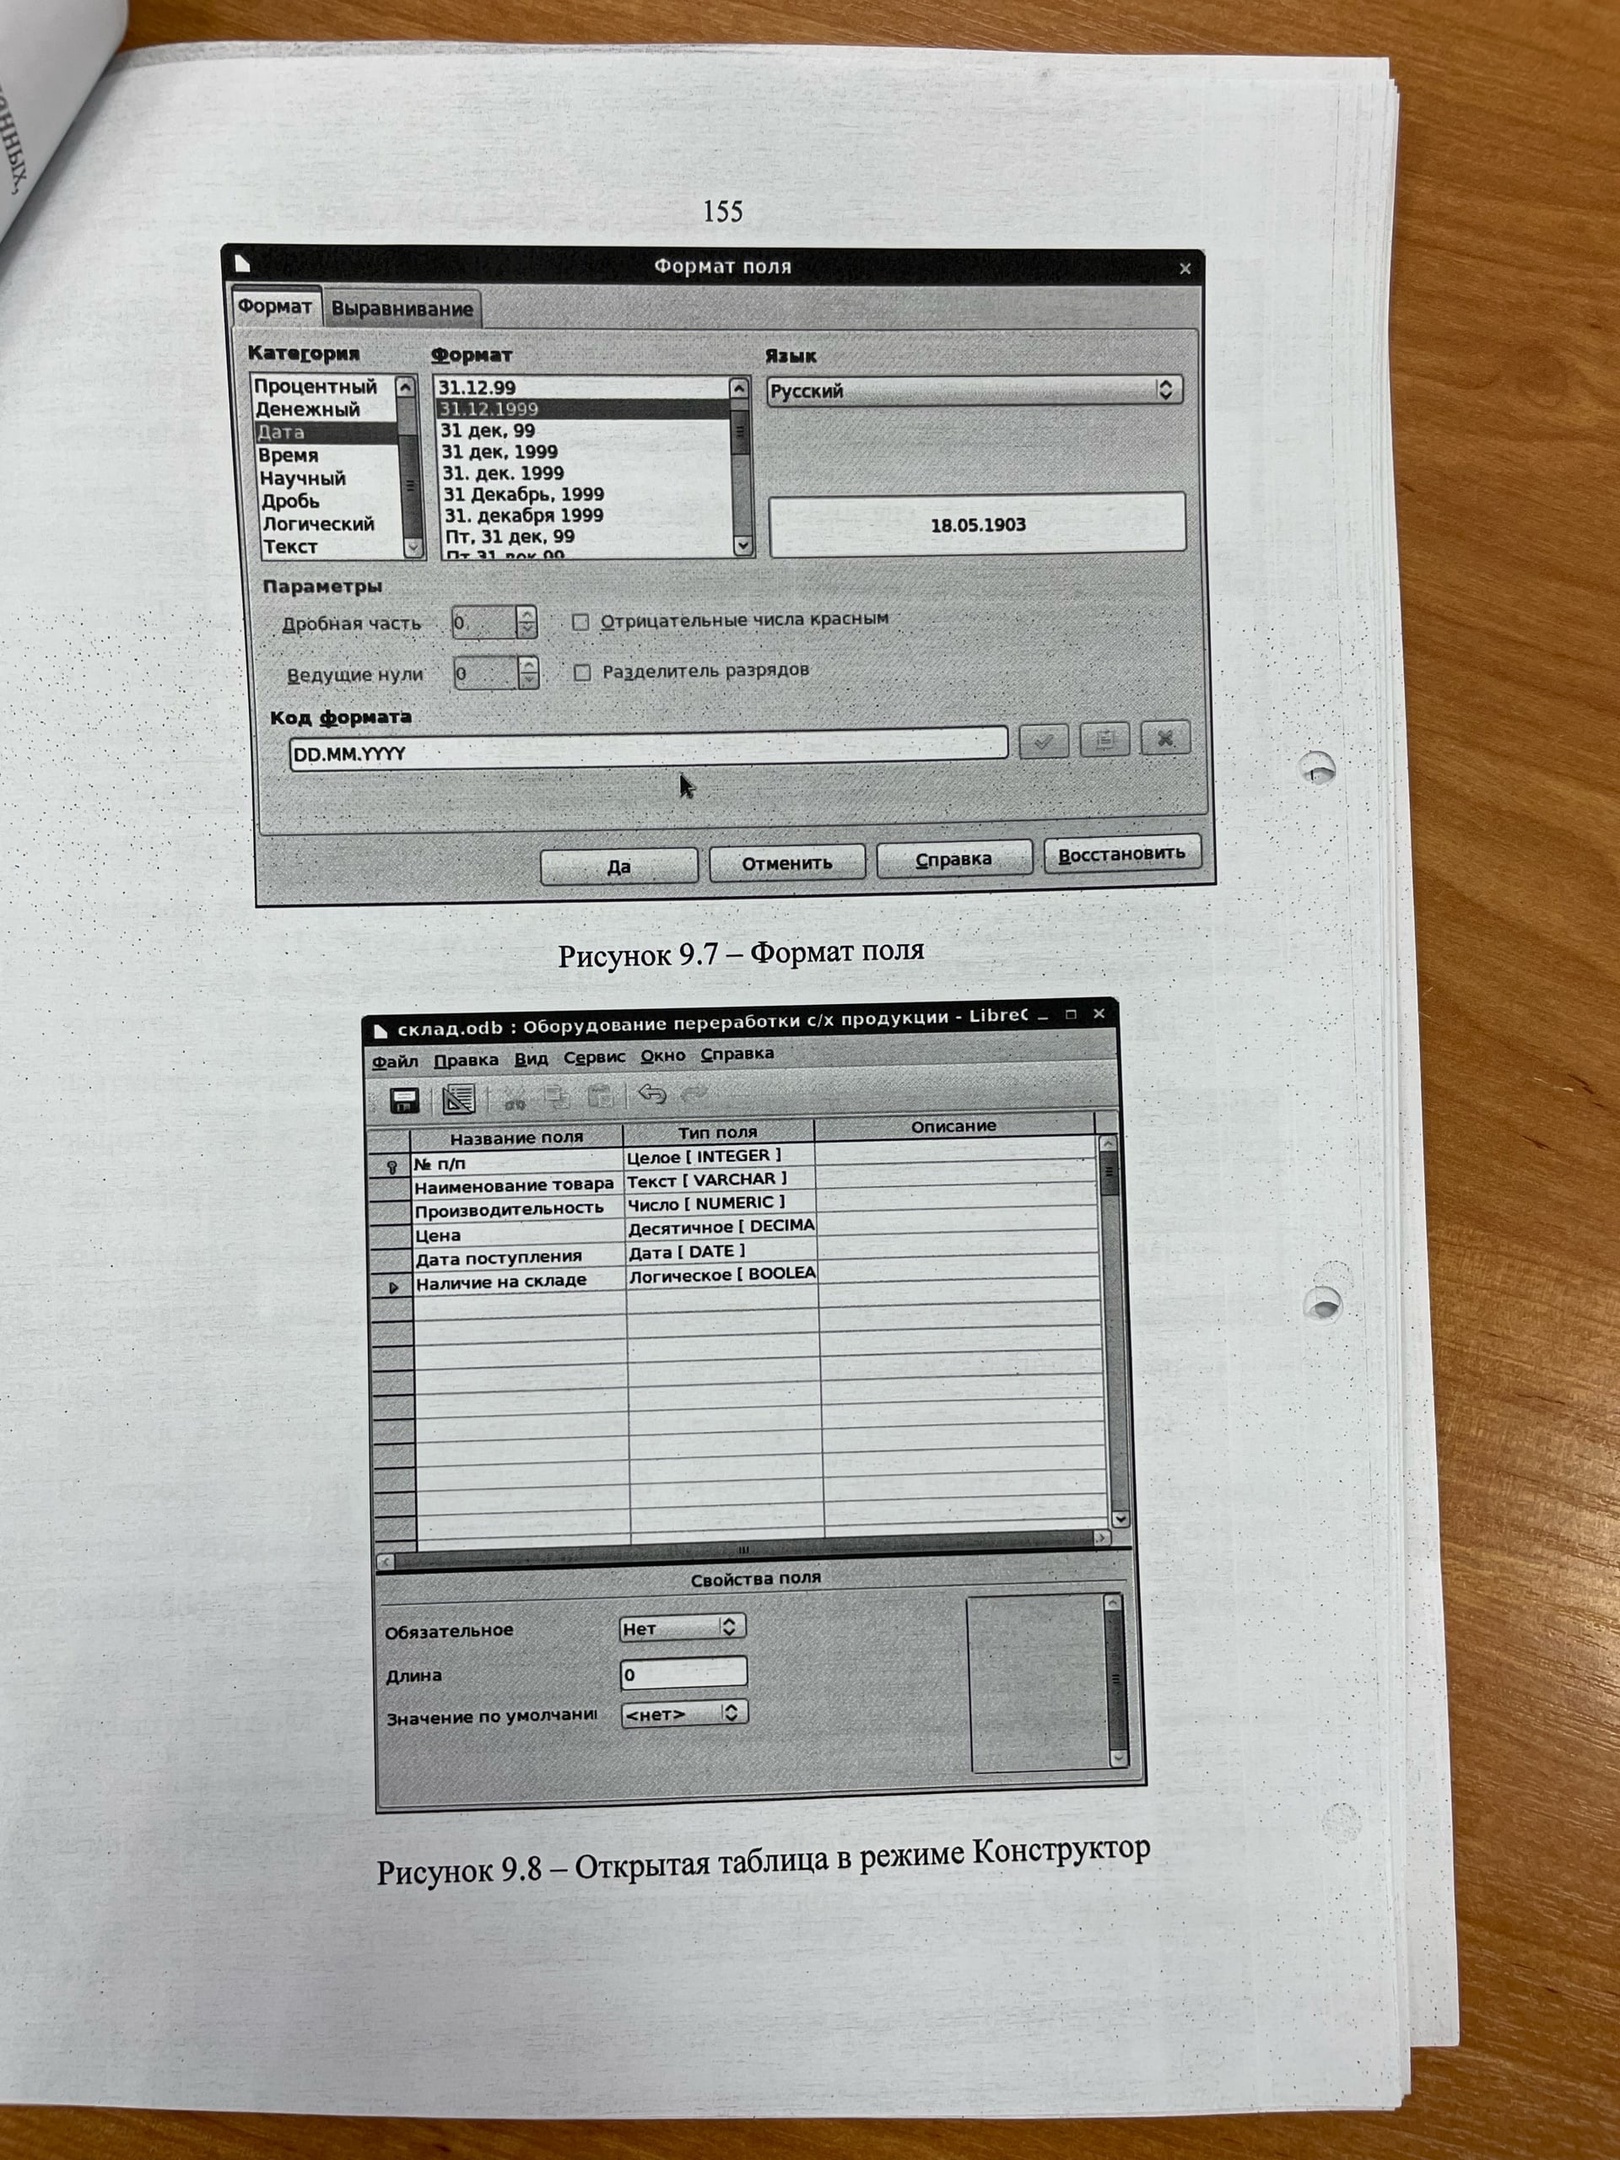 анных,
155
Формат поля
Формат Выравнивание
Категория Формат Язык
Процентный
Денежный
Дата
Время
Научный
Дробь
Логический
Текст
31.12.99
31.12.1999
31 дек, 99
31 дек, 1999
31. дек. 1999
31 Декабрь, 1999
31. декабря 1999
Пт, 31 дек, 99
Русский
18.05.1903
Параметры
Дробная часть 0 Отрицательные числа красным
Ведущие нули 0 Разделитель разрядов
Код формата
DD.MM.YYYY
Да Отменить Справка Восстановить
Рисунок 9.7 – Формат поля
склад.odb : Оборудование переработки с/х продукции - LibreO
Файл Правка Вид Сервис Окно Справка
Название поля Тип поля Описание
№ п/п Целое [ INTEGER ]
Наименование товара Текст [ VARCHAR ]
Производительность Число [ NUMERIC ]
Цена Десятичное [ DECIMA
Дата поступления Дата [ DATE ]
Наличие на складе Логическое [ BOOLEA
Свойства поля
Обязательное Нет
Длина 0
Значение по умолчани <нет>
Рисунок 9.8 – Открытая таблица в режиме Конструктор